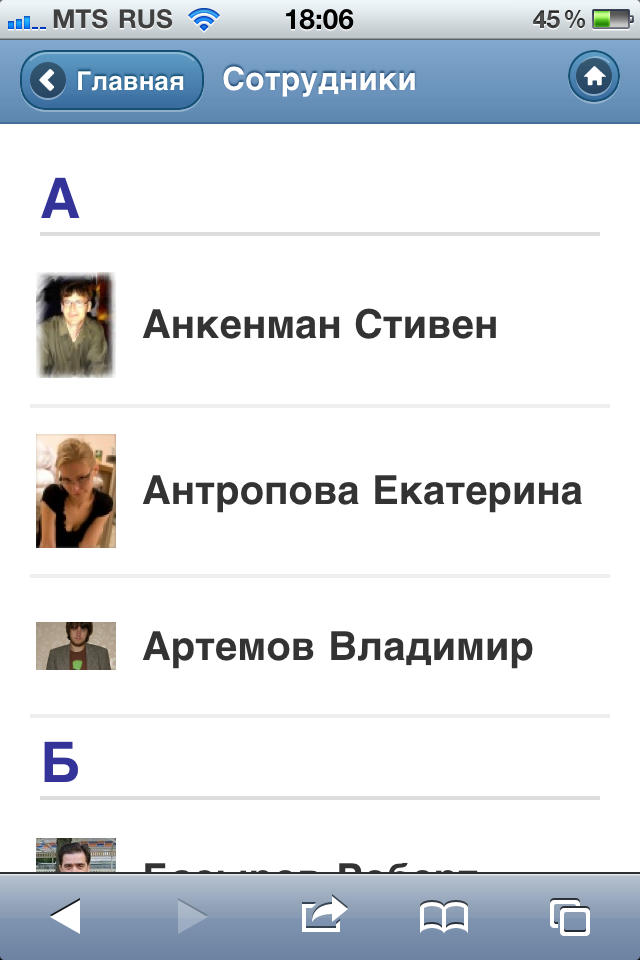 MTS RUS 18:06 45 %
Главная Сотрудники
А
Анкенман Стивен
Антропова Екатерина
Артемов Владимир
Б